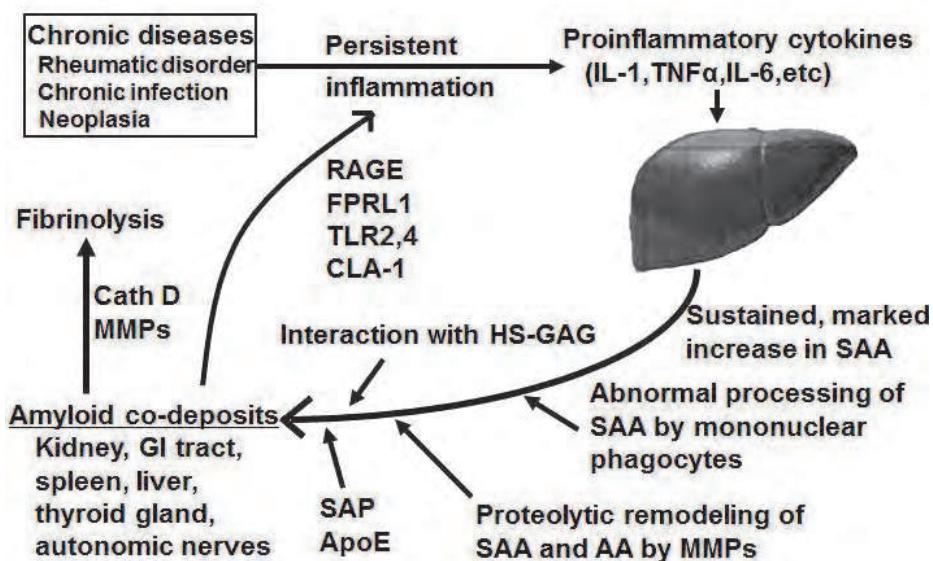 Chronic diseases
Rheumatic disorder
Chronic infection
Neoplasia
Persistent
inflammation
Proinflammatory cytokines
(IL-1,TNFα,IL-6,etc)
RAGE
FPRL1
TLR2,4
CLA-1
Fibrinolysis
Cath D
MMPs
Interaction with HS-GAG
Sustained, marked
increase in SAA
Abnormal processing of
SAA by mononuclear
phagocytes
Amyloid co-deposits
Kidney, GI tract,
spleen, liver,
thyroid gland,
autonomic nerves
SAP
ApoE
Proteolytic remodeling of
SAA and AA by MMPs